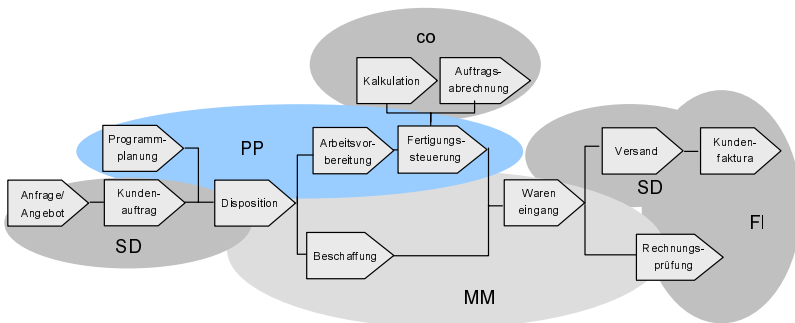 co
Kalkulation
Auftrags-
abrechnung
Programm-
planung
PP
Arbeitsvor-
bereitung
Fertigungs-
steuerung
Versand
Kunden-
faktura
SD
Anfrage/
Angebot
Kunden-
auftrag
Disposition
Waren
eingang
FI
SD
Beschaffung
Rechnungs-
prüfung
MM